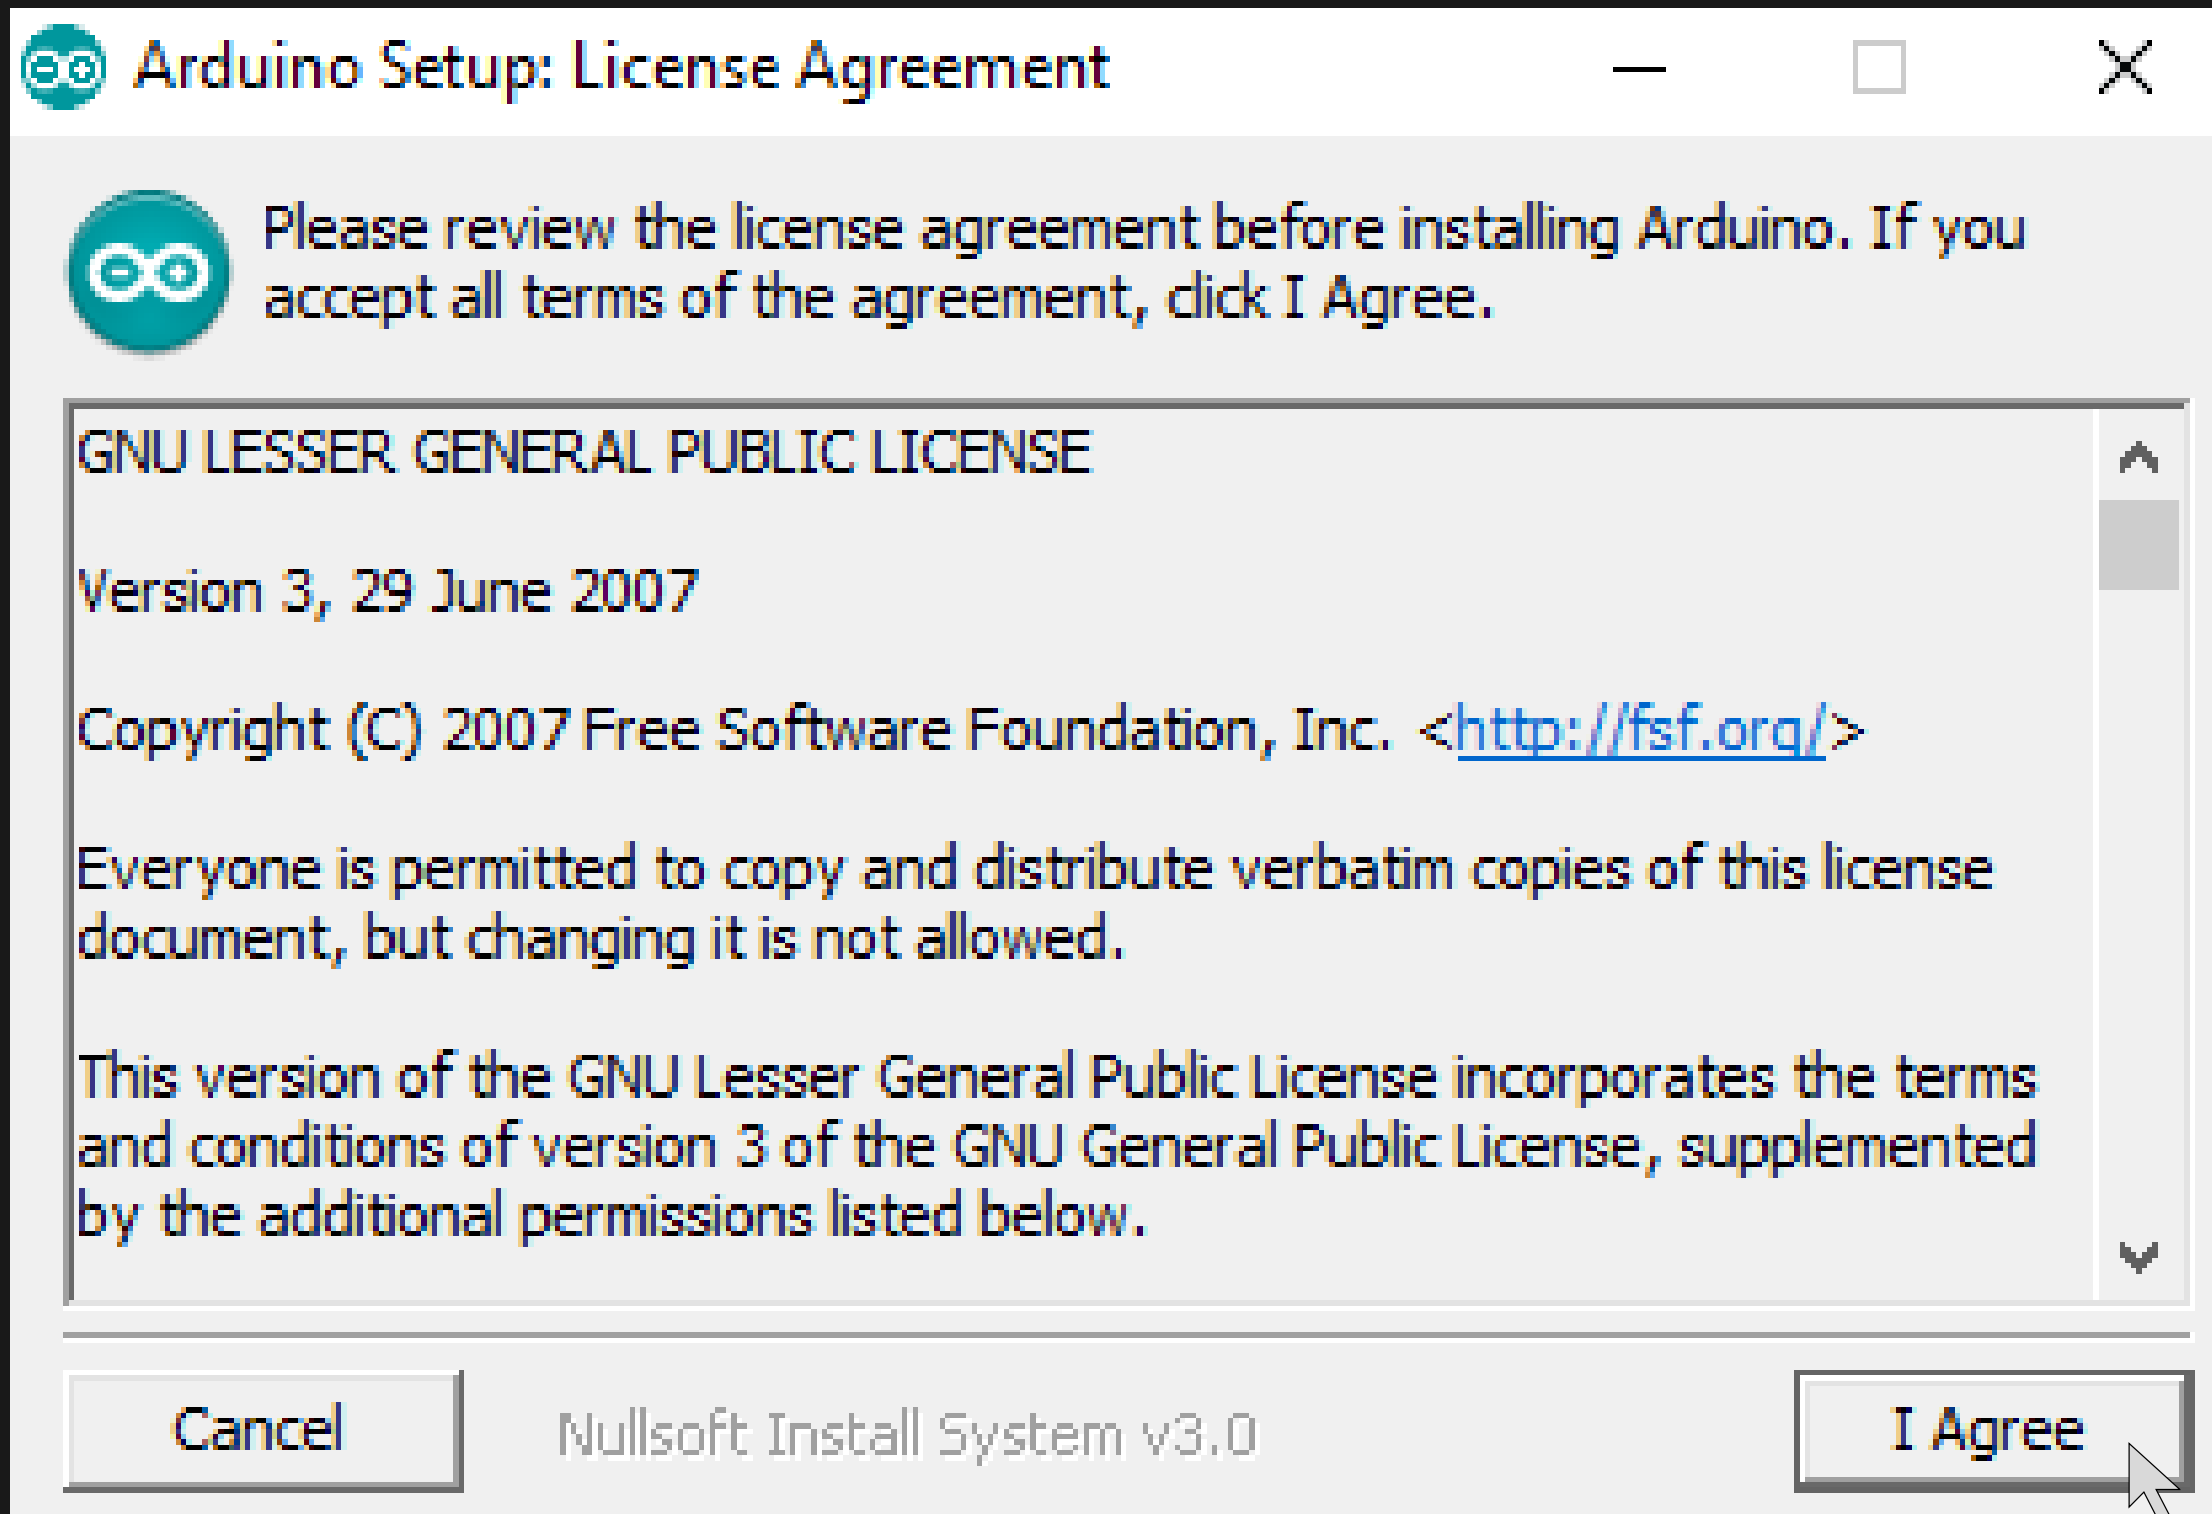 Arduino Setup: License Agreement
Please review the license agreement before installing Arduino. If you
accept all terms of the agreement, click I Agree.
GNU LESSER GENERAL PUBLIC LICENSE
Version 3, 29 June 2007
Copyright (C) 2007 Free Software Foundation, Inc. <http://fsf.org/>
Everyone is permitted to copy and distribute verbatim copies of this license
document, but changing it is not allowed.
This version of the GNU Lesser General Public License incorporates the terms
and conditions of version 3 of the GNU General Public License, supplemented
by the additional permissions listed below.
Cancel
Nullsoft Install System v3.0
I Agree